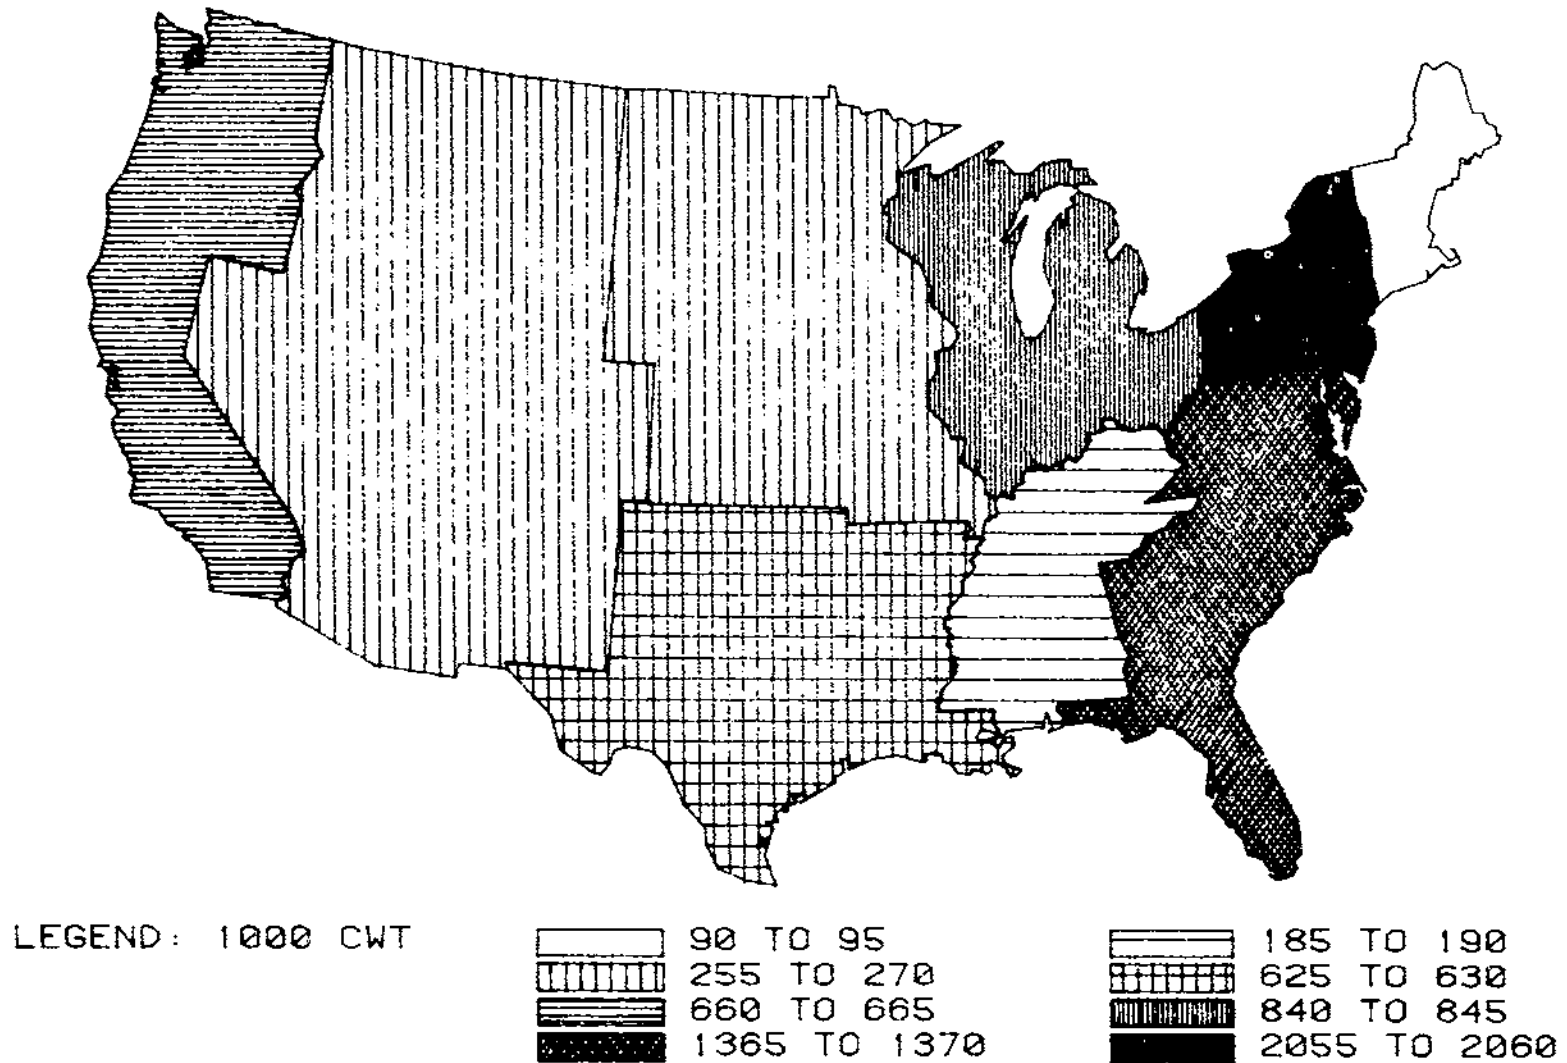 LEGEND: 1000 CWT
90 TO 95
185 TO 190
255 TO 270
625 TO 630
660 TO 665
840 TO 845
1365 TO 1370
2055 TO 2060